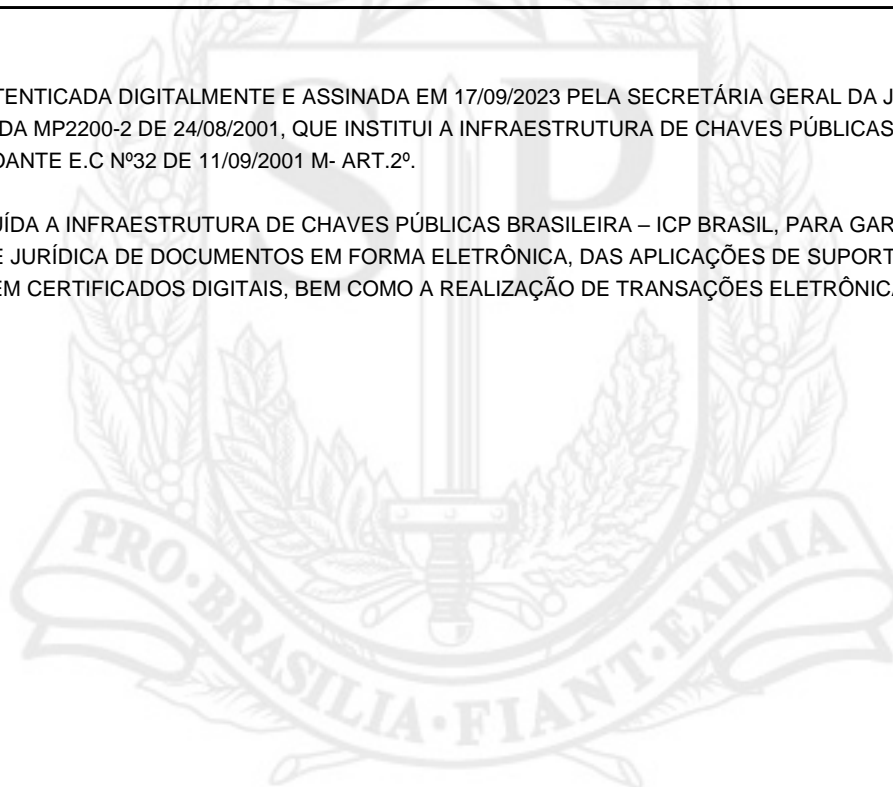 TENTICADA DIGITALMENTE E ASSINADA EM 17/09/2023 PELA SECRETÁRIA GERAL DA J
DA MP2200-2 DE 24/08/2001, QUE INSTITUI A INFRAESTRUTURA DE CHAVES PÚBLICAS
DANTE E.C Nº32 DE 11/09/2001 M- ART.2º.
ÍDA A INFRAESTRUTURA DE CHAVES PÚBLICAS BRASILEIRA – ICP BRASIL, PARA GAR
E JURÍDICA DE DOCUMENTOS EM FORMA ELETRÔNICA, DAS APLICAÇÕES DE SUPORT
EM CERTIFICADOS DIGITAIS, BEM COMO A REALIZAÇÃO DE TRANSAÇÕES ELETRÔNICA
SP
PRO·BRASILIA·FIANT·EXIMIA